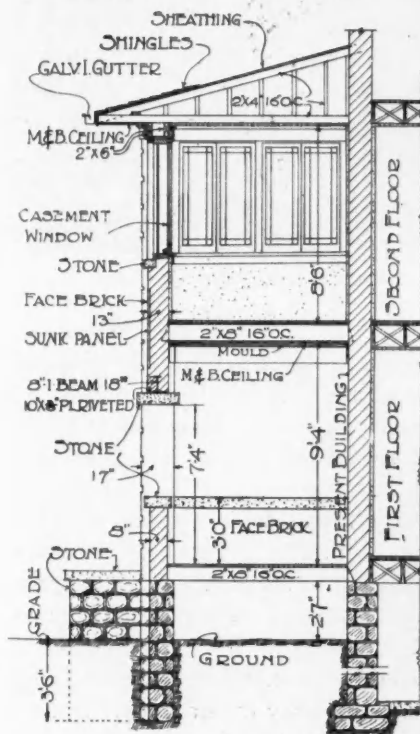 SHEATHING
SHINGLES
GALV. I. GUTTER
2"X4" 16"O.C.
M.&B. CEILING
2"X6"
CASEMENT
WINDOW
STONE
FACE BRICK
13"
SUNK PANEL
8'6"
SECOND FLOOR
2"X8" 16"O.C.
MOULD
M.&B. CEILING
8" I BEAM 18#
10"X8" PL RIVETED
STONE
17"
7'4"
9'4"
PRESENT BUILDING
FIRST FLOOR
8"
3'0"
FACE BRICK
STONE
2"X8" 16"O.C.
GRADE
2'7"
GROUND
3'6"